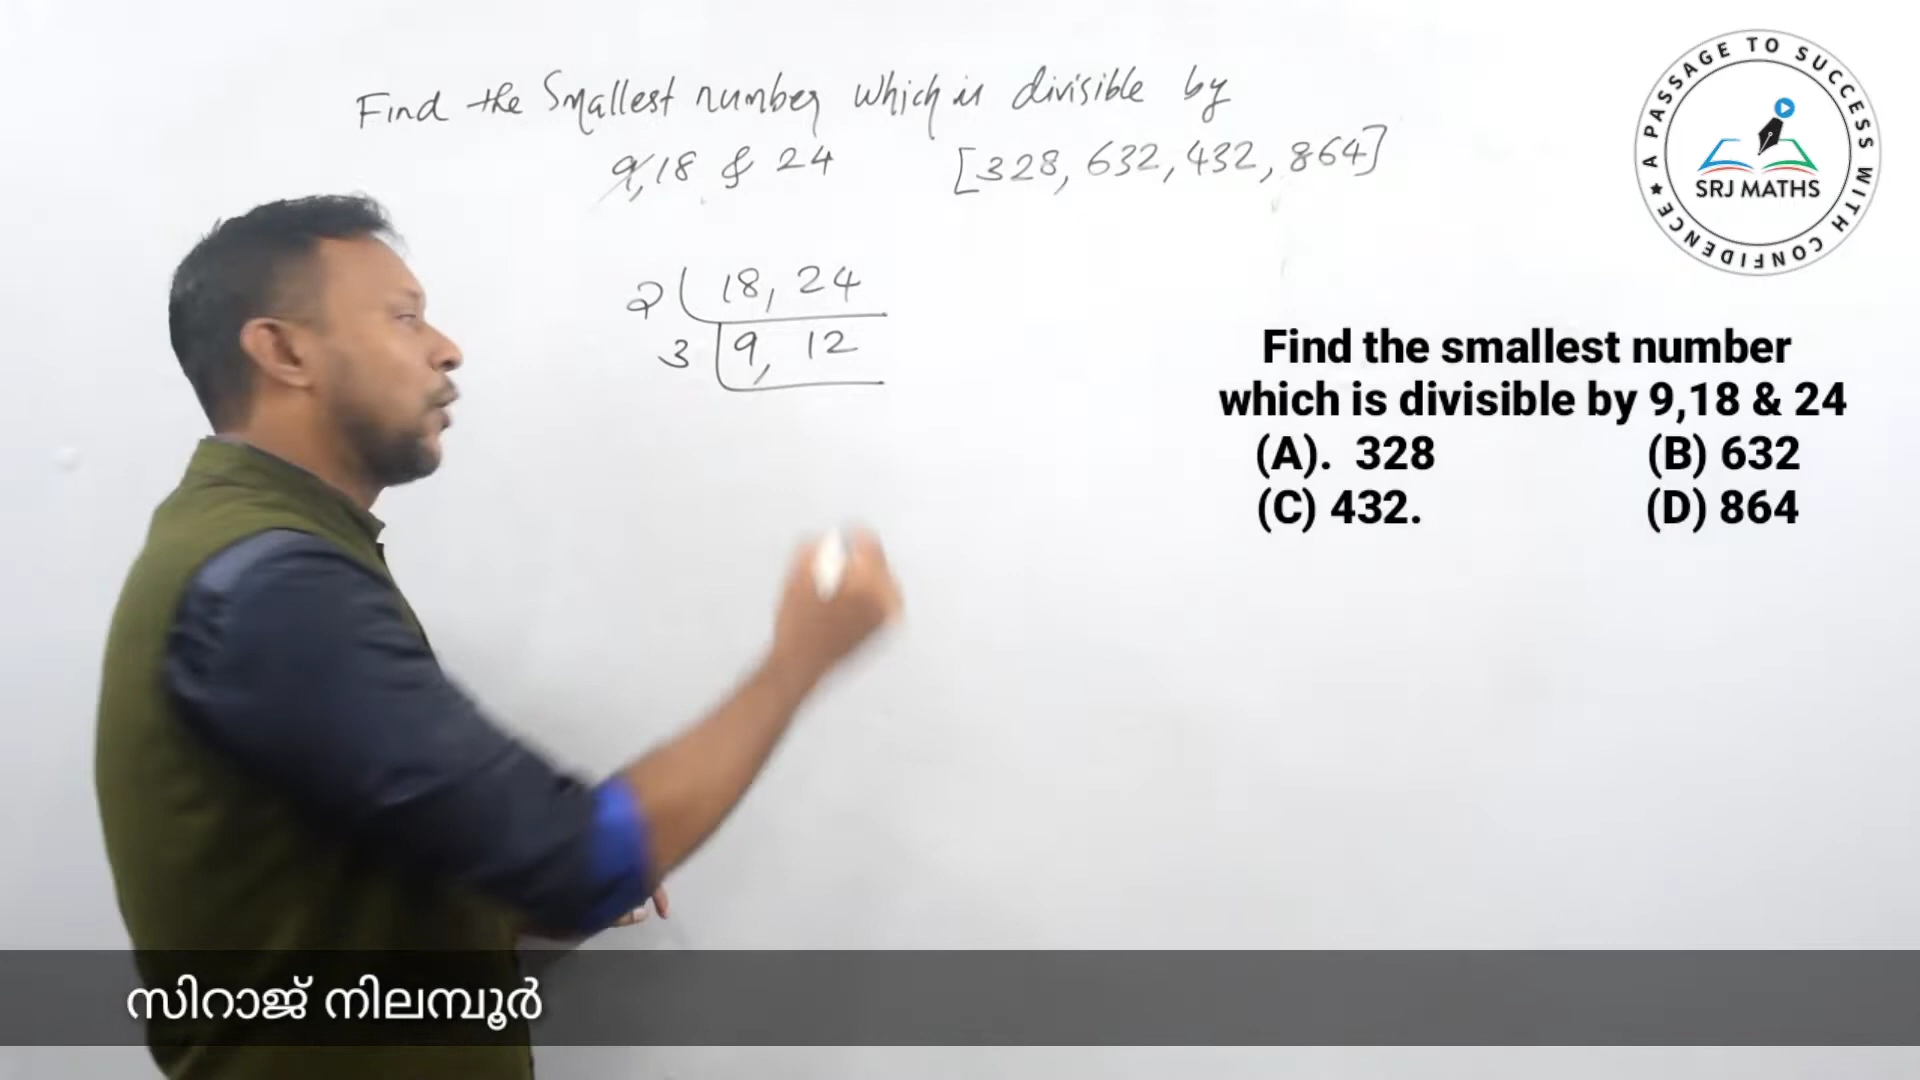 Find the Smallest number which is divisible by
9,18 & 24 [328, 632, 432, 864]
2 18, 24
3 9, 12
A PASSAGE TO SUCCESS WITH CONFIDENCE ★
SRJ MATHS
Find the smallest number
which is divisible by 9,18 & 24
(A). 328 (B) 632
(C) 432. (D) 864
സിറാജ് നിലമ്പൂർ